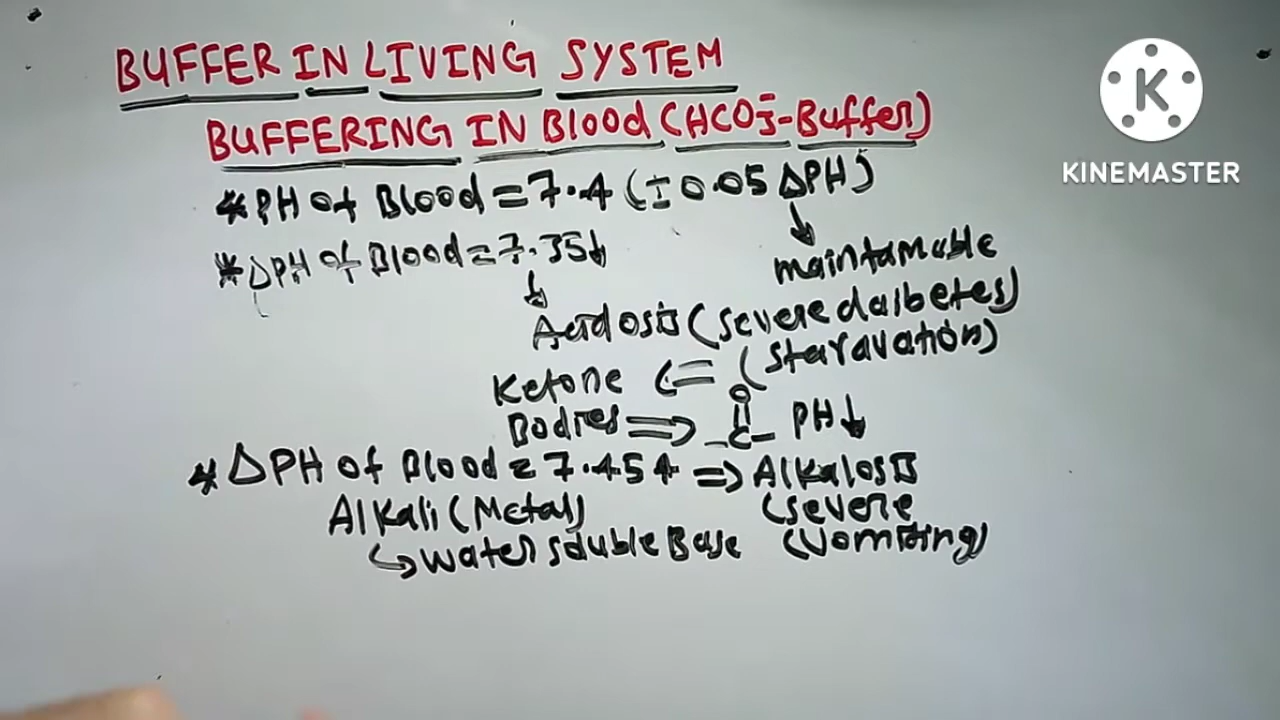 BUFFER IN LIVING SYSTEM
BUFFERING IN Blood (HCO3̄-Buffer)
*PH of Blood = 7.4 (±0.05 ΔPH)
↓
maintamable
*ΔPH of Blood = 7.35↓
↓
Acidosis (severe daibetes)
(staravation)
Ketone <=
Bodies => O
-C- PH↓
*ΔPH of Blood = 7.45↑ => Alkalosis
Alkali (Metal) (severe
↳ water soluble Base (vomiting)
K
KINEMASTER